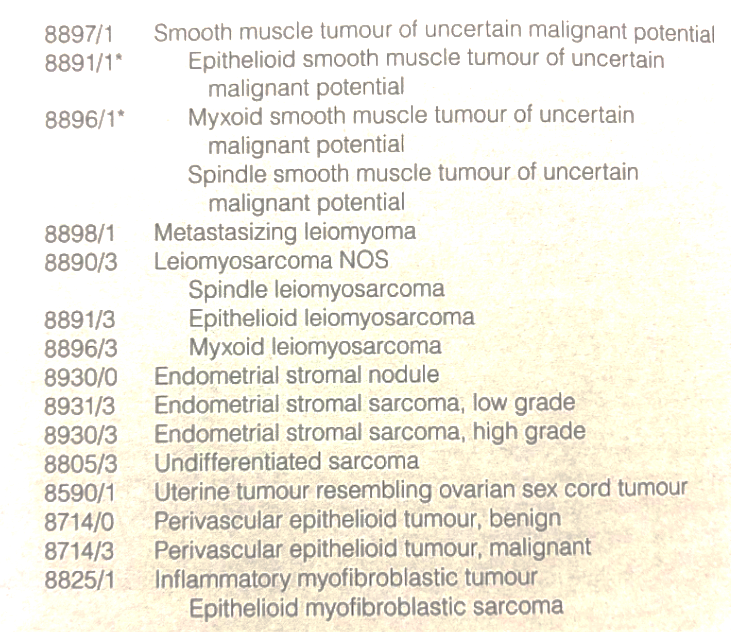 8897/1 Smooth muscle tumour of uncertain malignant potential
8891/1* Epithelioid smooth muscle tumour of uncertain
malignant potential
8896/1* Myxoid smooth muscle tumour of uncertain
malignant potential
Spindle smooth muscle tumour of uncertain
malignant potential
8898/1 Metastasizing leiomyoma
8890/3 Leiomyosarcoma NOS
Spindle leiomyosarcoma
8891/3 Epithelioid leiomyosarcoma
8896/3 Myxoid leiomyosarcoma
8930/0 Endometrial stromal nodule
8931/3 Endometrial stromal sarcoma, low grade
8930/3 Endometrial stromal sarcoma, high grade
8805/3 Undifferentiated sarcoma
8590/1 Uterine tumour resembling ovarian sex cord tumour
8714/0 Perivascular epithelioid tumour, benign
8714/3 Perivascular epithelioid tumour, malignant
8825/1 Inflammatory myofibroblastic tumour
Epithelioid myofibroblastic sarcoma